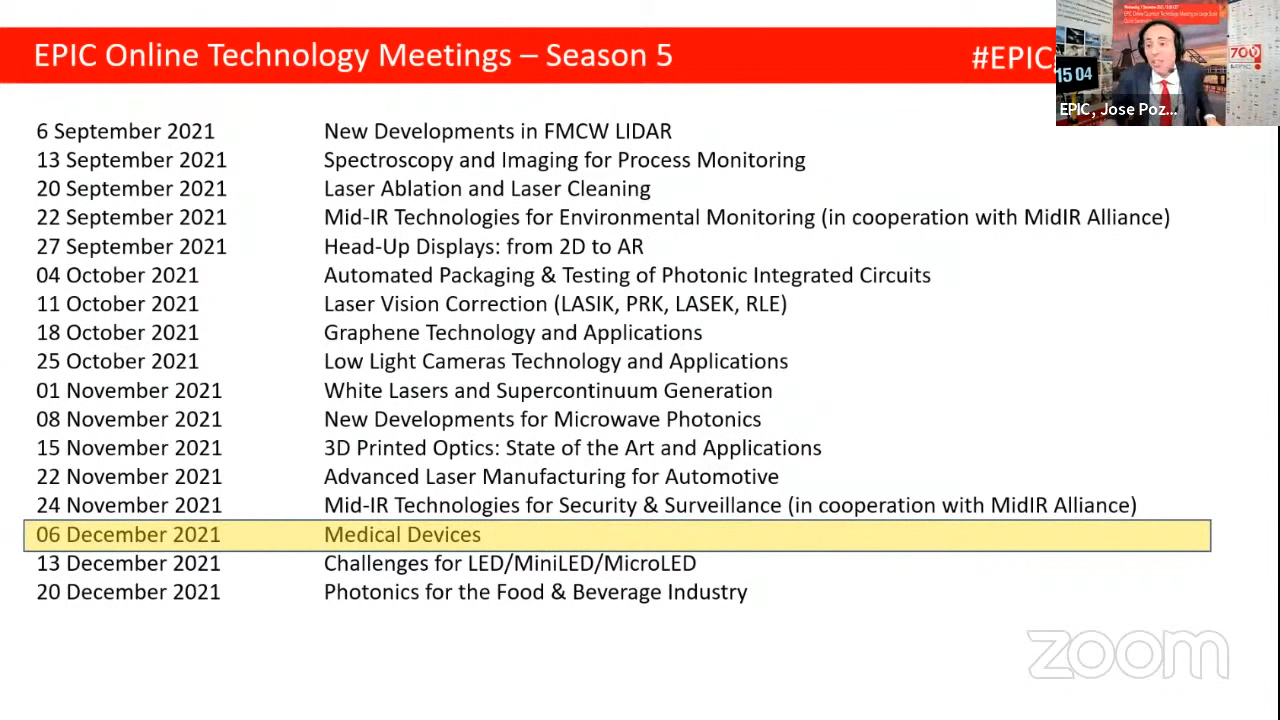 EPIC Online Technology Meetings – Season 5
#EPIC
15 04
700
EPIC, Jose Poz...
6 September 2021 New Developments in FMCW LIDAR
13 September 2021 Spectroscopy and Imaging for Process Monitoring
20 September 2021 Laser Ablation and Laser Cleaning
22 September 2021 Mid-IR Technologies for Environmental Monitoring (in cooperation with MidIR Alliance)
27 September 2021 Head-Up Displays: from 2D to AR
04 October 2021 Automated Packaging & Testing of Photonic Integrated Circuits
11 October 2021 Laser Vision Correction (LASIK, PRK, LASEK, RLE)
18 October 2021 Graphene Technology and Applications
25 October 2021 Low Light Cameras Technology and Applications
01 November 2021 White Lasers and Supercontinuum Generation
08 November 2021 New Developments for Microwave Photonics
15 November 2021 3D Printed Optics: State of the Art and Applications
22 November 2021 Advanced Laser Manufacturing for Automotive
24 November 2021 Mid-IR Technologies for Security & Surveillance (in cooperation with MidIR Alliance)
06 December 2021 Medical Devices
13 December 2021 Challenges for LED/MiniLED/MicroLED
20 December 2021 Photonics for the Food & Beverage Industry
zoom